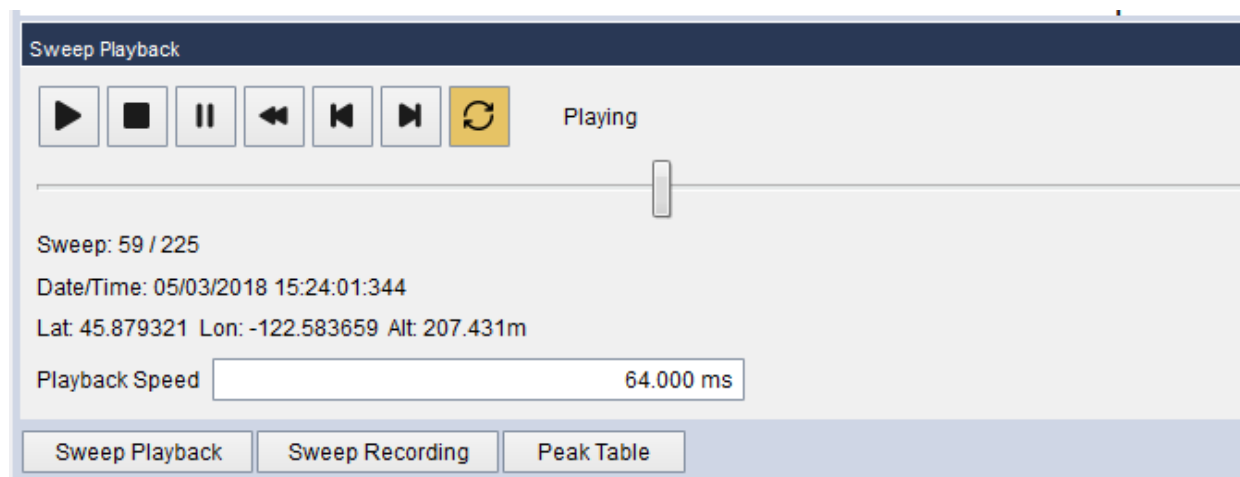 Sweep Playback
Playing
Sweep: 59 / 225
Date/Time: 05/03/2018 15:24:01:344
Lat: 45.879321 Lon: -122.583659 Alt: 207.431m
Playback Speed 64.000 ms
Sweep Playback Sweep Recording Peak Table